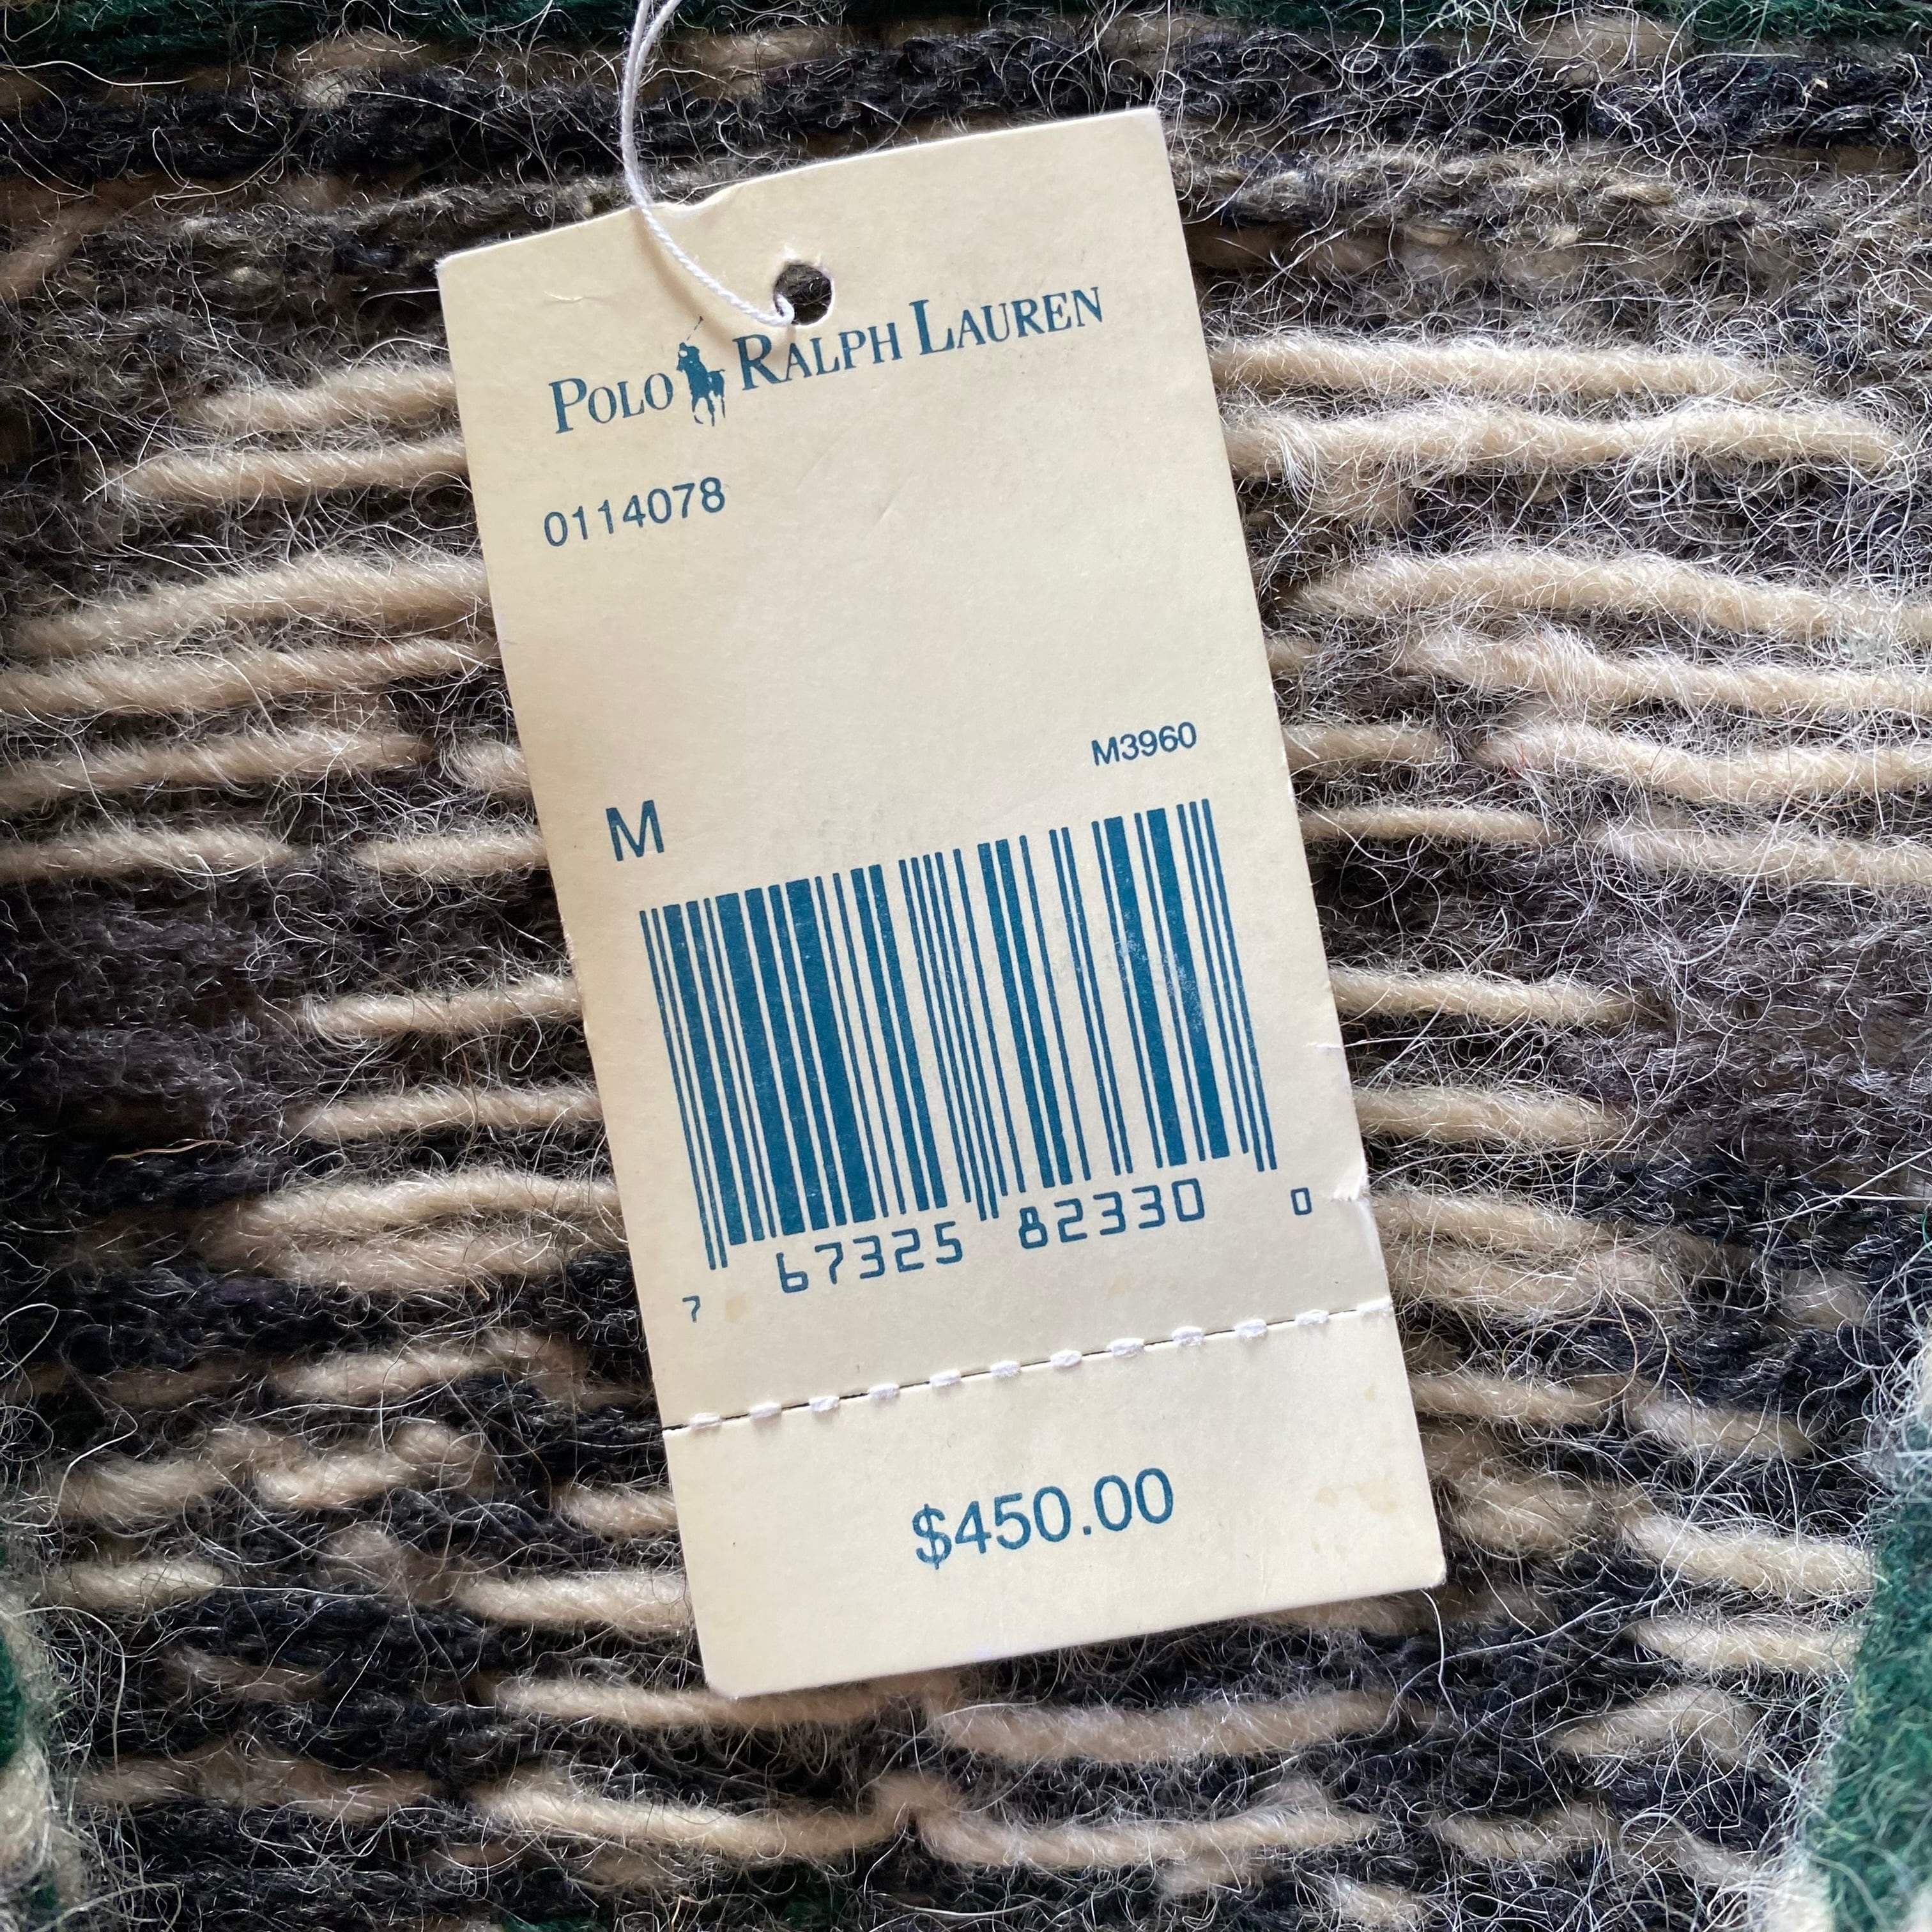 POLO RALPH LAUREN
0114078
M3960
M
7 67325 82330 0
$450.00